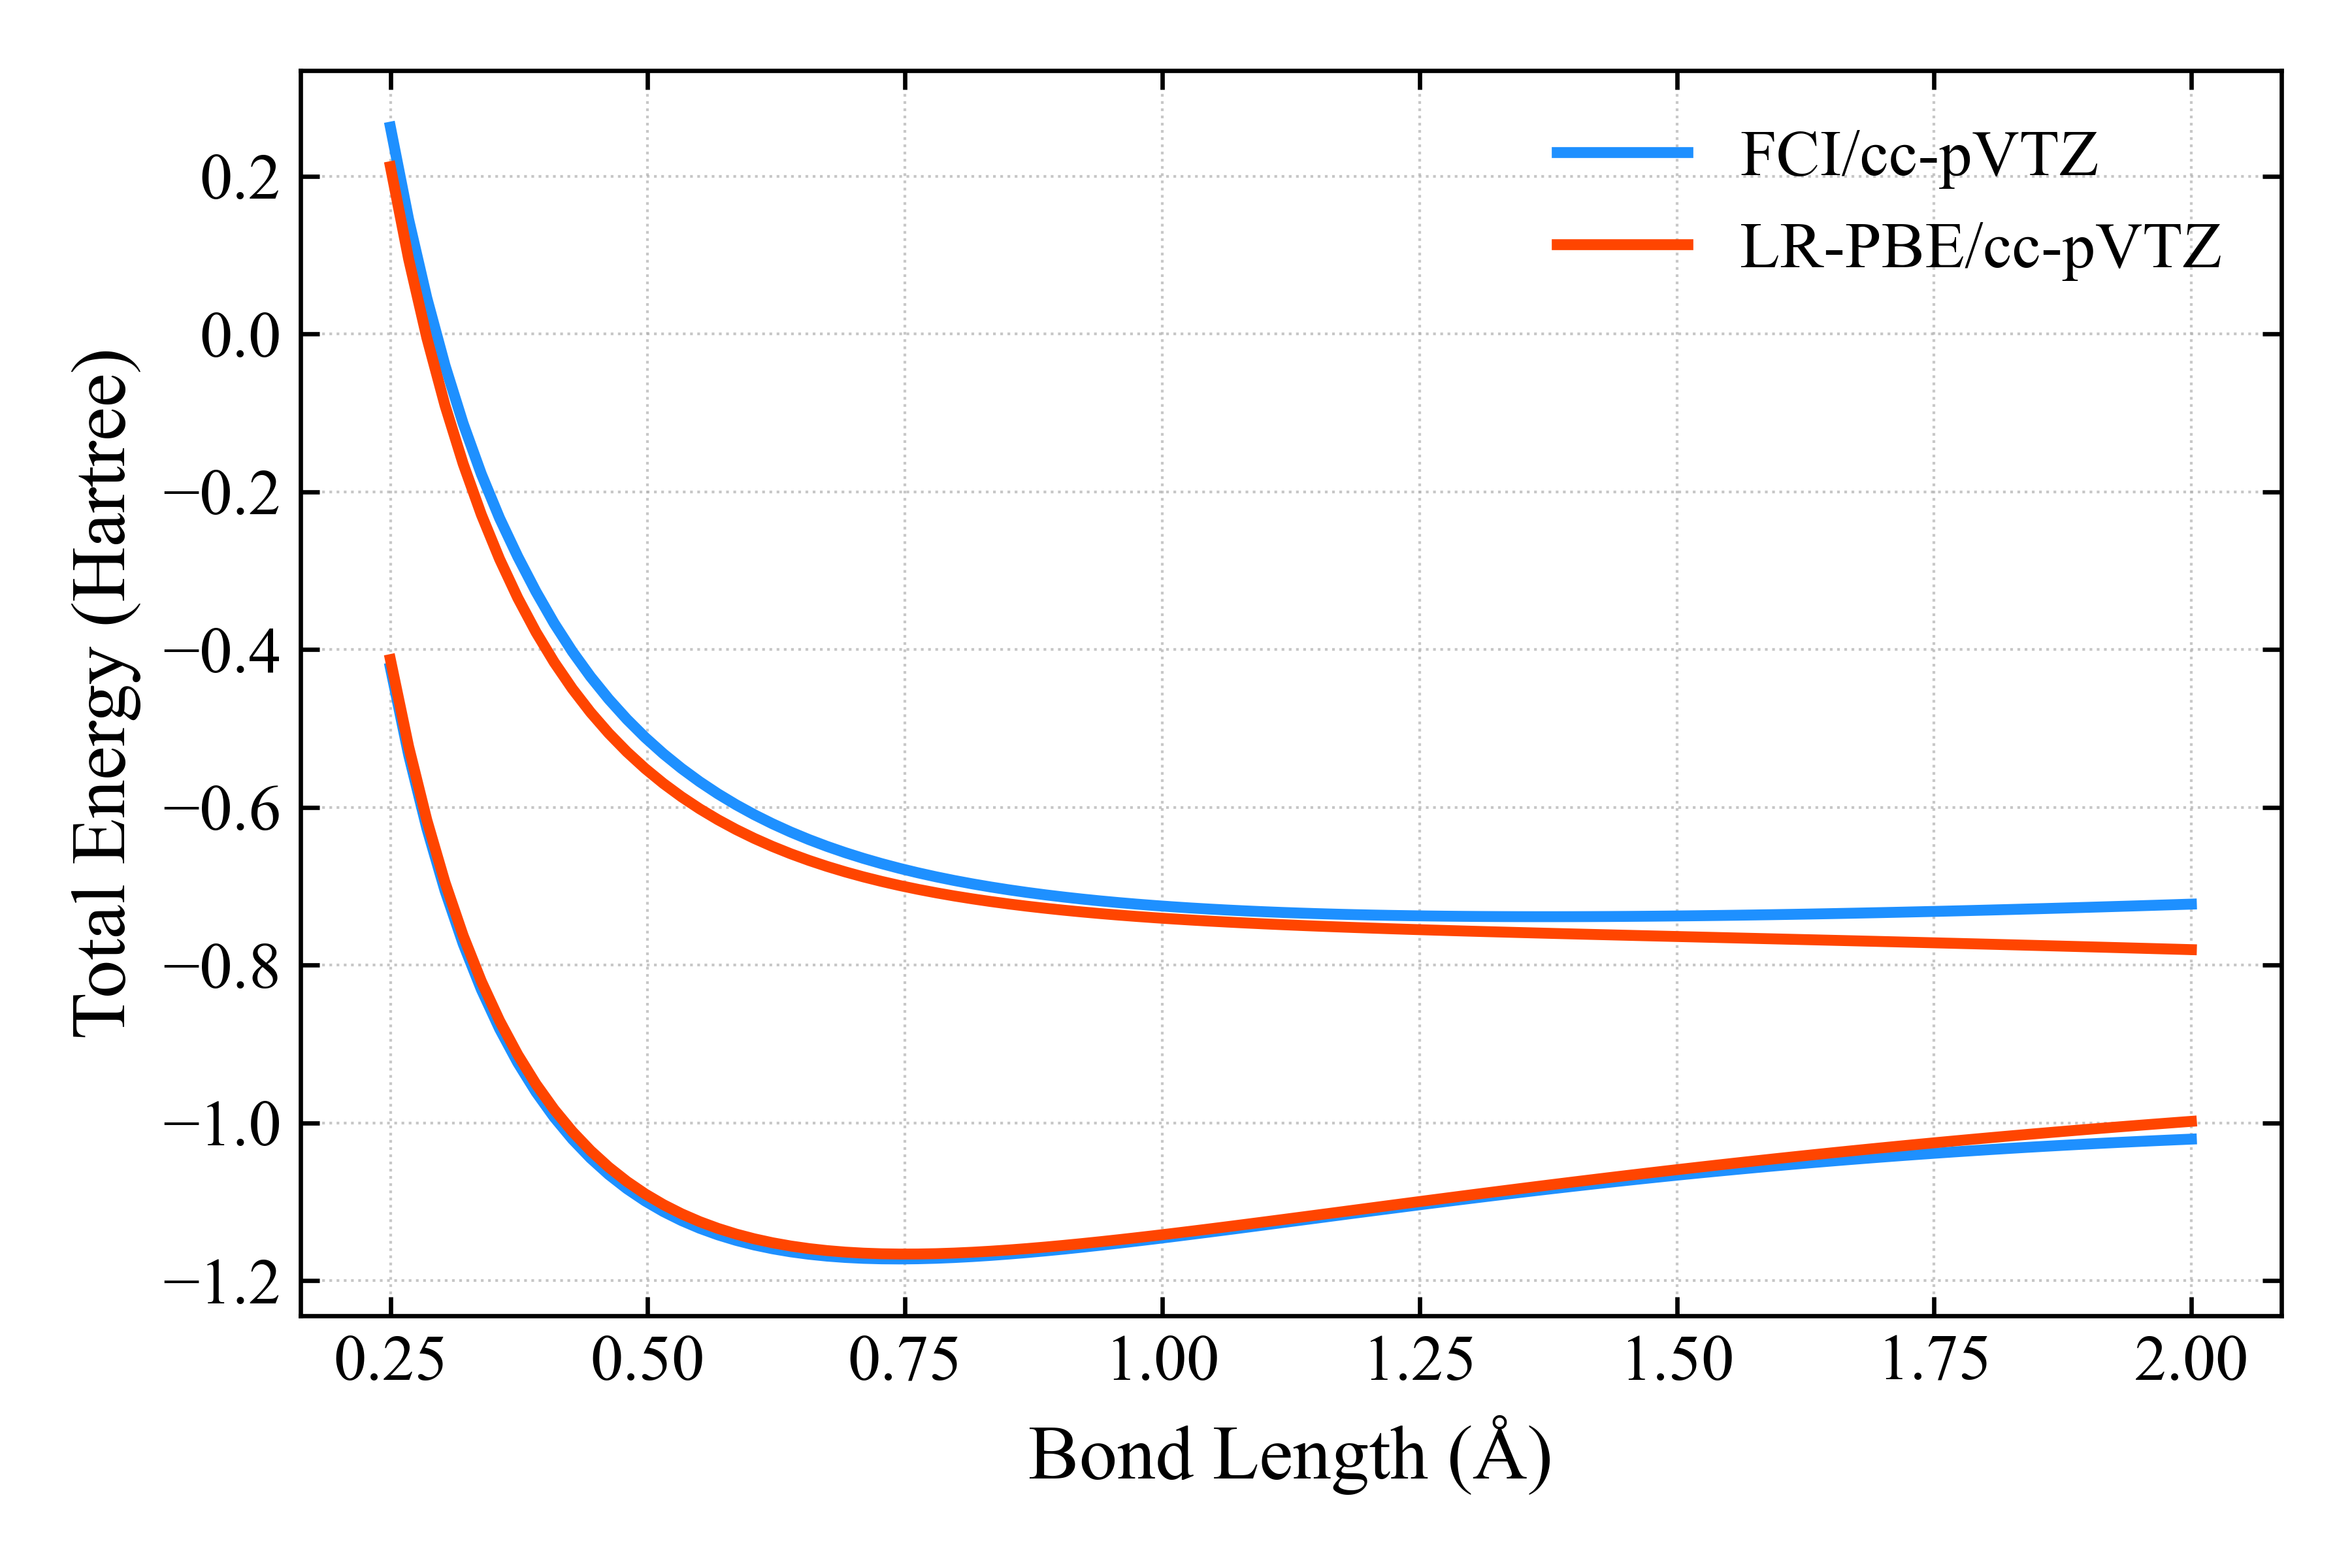 FCI/cc-pVTZ
LR-PBE/cc-pVTZ
Total Energy (Hartree)
0.2
0.0
−0.2
−0.4
−0.6
−0.8
−1.0
−1.2
0.25 0.50 0.75 1.00 1.25 1.50 1.75 2.00
Bond Length (Å)